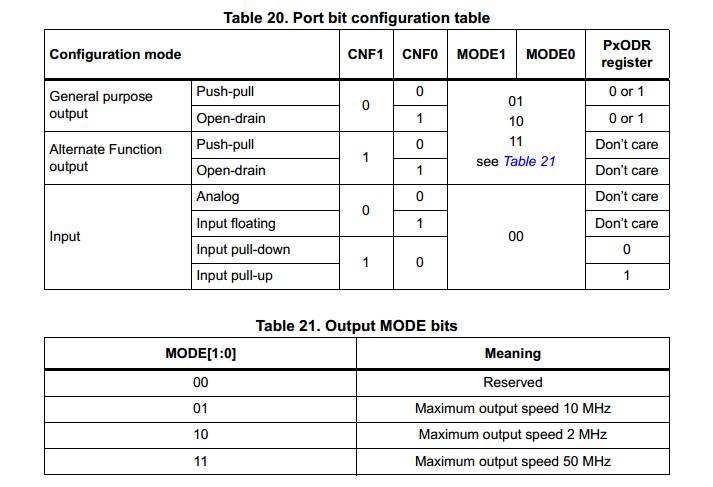 Table 20. Port bit configuration table
Configuration mode CNF1 CNF0 MODE1 MODE0 PxODR register
General purpose output Push-pull 0 0 01 10 11 see Table 21 0 or 1
Open-drain 1 0 or 1
Alternate Function output Push-pull 1 0 Don't care
Open-drain 1 Don't care
Input Analog 0 0 00 Don't care
Input floating 1 Don't care
Input pull-down 1 0 0
Input pull-up 1
Table 21. Output MODE bits
MODE[1:0] Meaning
00 Reserved
01 Maximum output speed 10 MHz
10 Maximum output speed 2 MHz
11 Maximum output speed 50 MHz